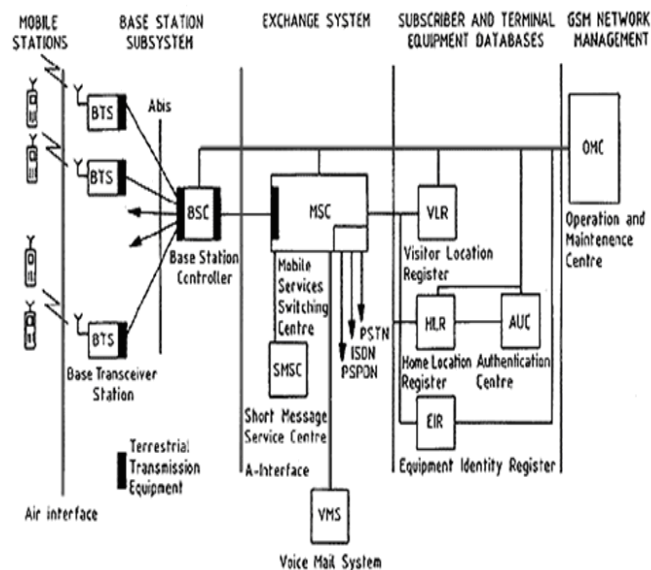 MOBILE
STATIONS
BASE STATION
SUBSYSTEM
EXCHANGE SYSTEM
SUBSCRIBER AND TERMINAL
EQUIPMENT DATABASES
GSM NETWORK
MANAGEMENT
BTS
Abis
BTS
BSC
Base Station
Controller
MSC
Mobile
Services
Switching
Centre
VLR
Visitor Location
Register
OMC
Operation and
Maintenence
Centre
PSTN
ISDN
PSPDN
HLR
Home Location
Register
AUC
Authentication
Centre
BTS
Base Transceiver
Station
SMSC
Short Message
Service Centre
EIR
Equipment Identity Register
Terrestrial
Transmission
Equipment
A-Interface
Air interface
VMS
Voice Mail System